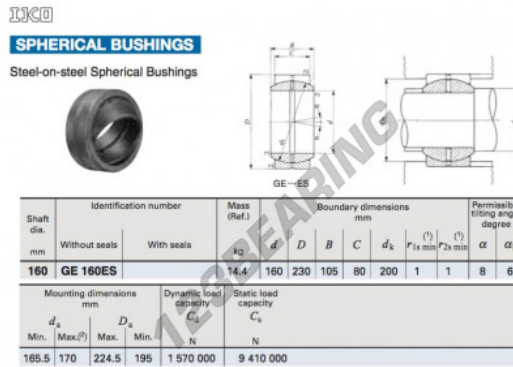 IKO
SPHERICAL BUSHINGS
Steel-on-steel Spherical Bushings
B
C
D
d
GE…ES
123BEARING
Shaft dia. mm
Identification number
Without seals
With seals
Mass (Ref.) kg
Boundary dimensions mm
d D B C dk r1s min(1) r2s min(1)
Permissib
tilting ang
degree
α α
160 GE 160ES 14.4 160 230 105 80 200 1 1 8 6
Mounting dimensions mm
da
Da
Min. Max.(2) Max. Min.
Dynamic load capacity
Cd
N
Static load capacity
Cs
N
165.5 170 224.5 195 1 570 000 9 410 000